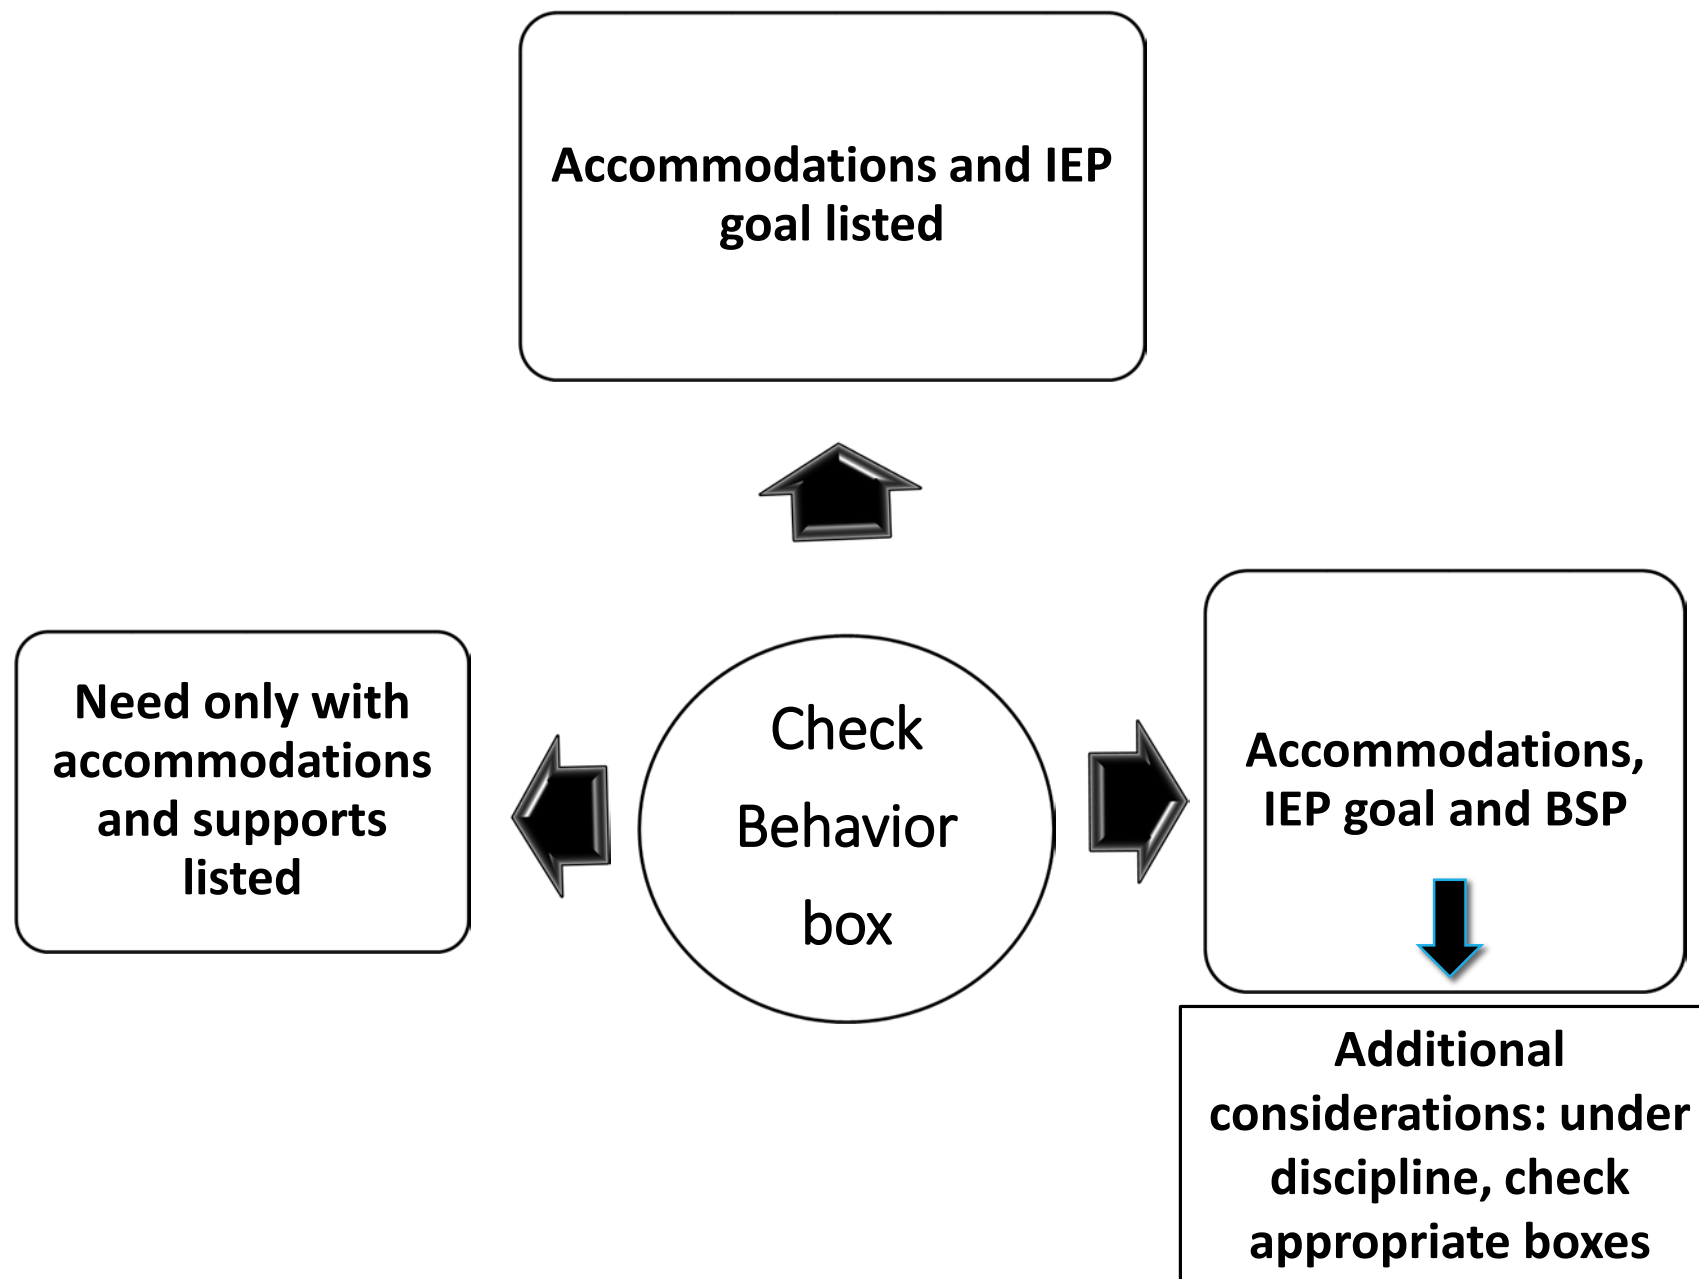 Accommodations and IEP
goal listed
Need only with
accommodations
and supports
listed
Check
Behavior
box
Accommodations,
IEP goal and BSP
Additional
considerations: under
discipline, check
appropriate boxes